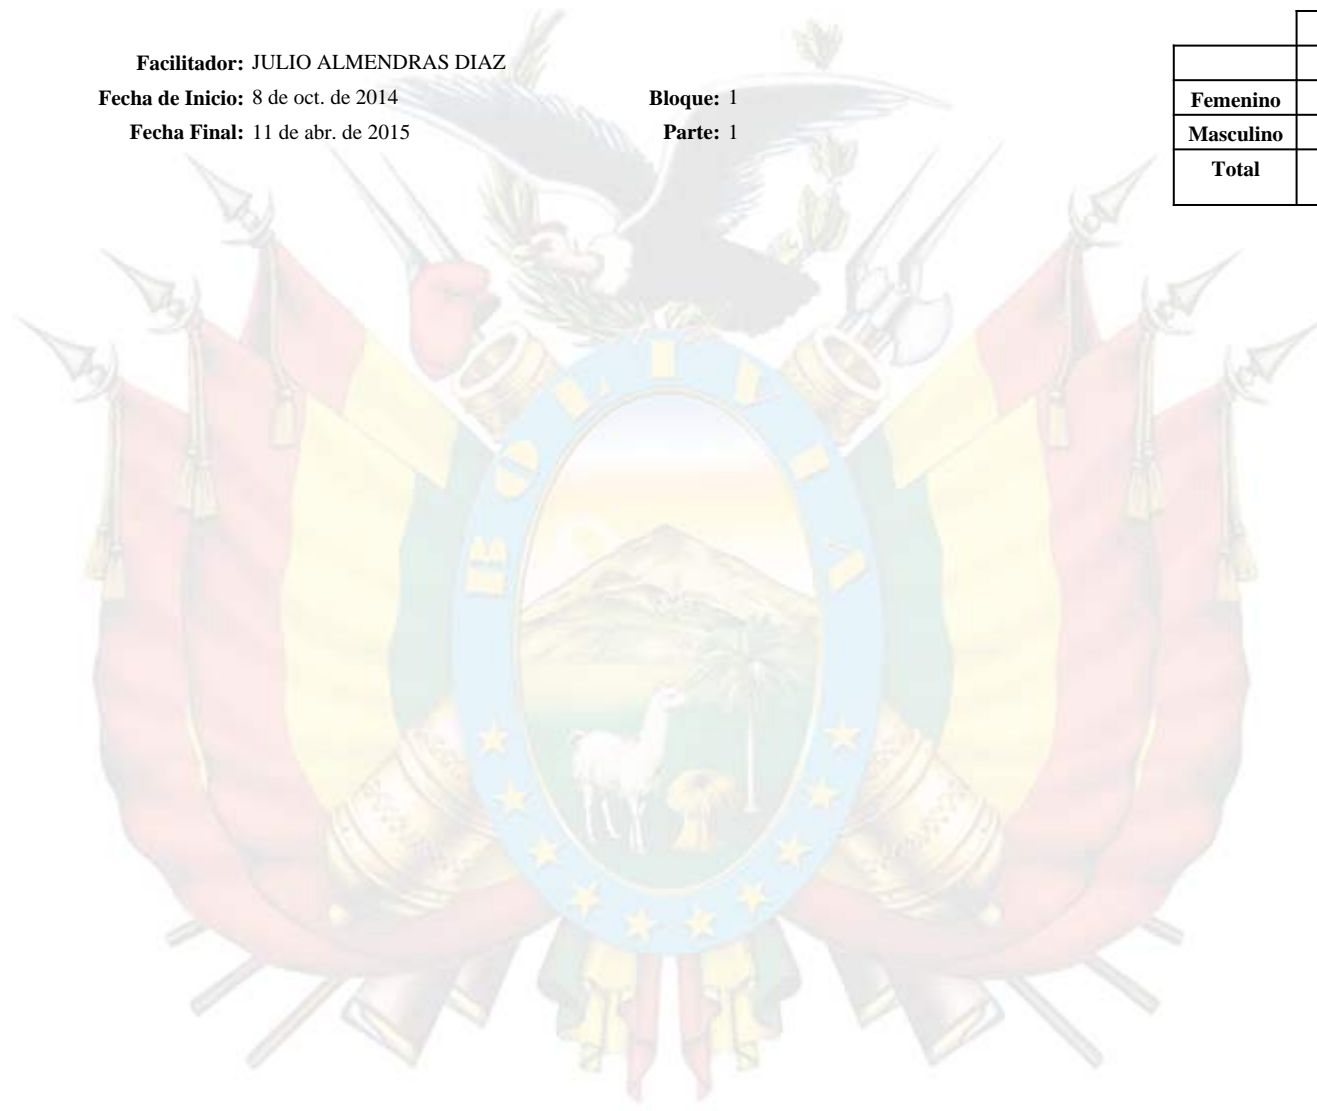 Facilitador: JULIO ALMENDRAS DIAZ
Fecha de Inicio: 8 de oct. de 2014
Bloque: 1
Fecha Final: 11 de abr. de 2015
Parte: 1
Femenino
Masculino
Total
BOLIVIA